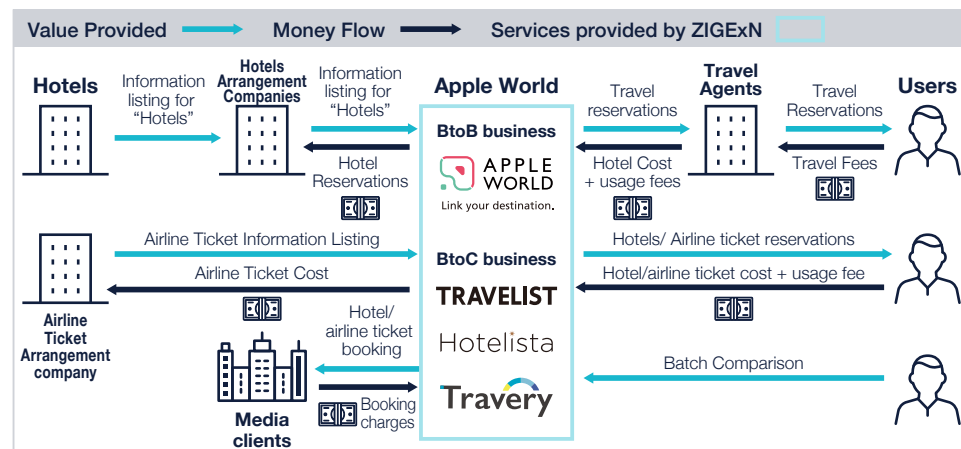 Value Provided
Money Flow
Services provided by ZIGExN
Hotels
Information
listing for
“Hotels”
Hotels
Arrangement
Companies
Information
listing for
“Hotels”
Hotel
Reservations
Apple World
BtoB business
APPLE
WORLD
Link your destination.
Travel
reservations
Hotel Cost
+ usage fees
Travel
Agents
Travel
Reservations
Travel Fees
Users
Airline Ticket Information Listing
Airline Ticket Cost
Airline
Ticket
Arrangement
company
BtoC business
TRAVELIST
Hotelista
Travery
Hotels/ Airline ticket reservations
Hotel/airline ticket cost + usage fee
Hotel/
airline ticket
booking
Booking
charges
Media
clients
Batch Comparison